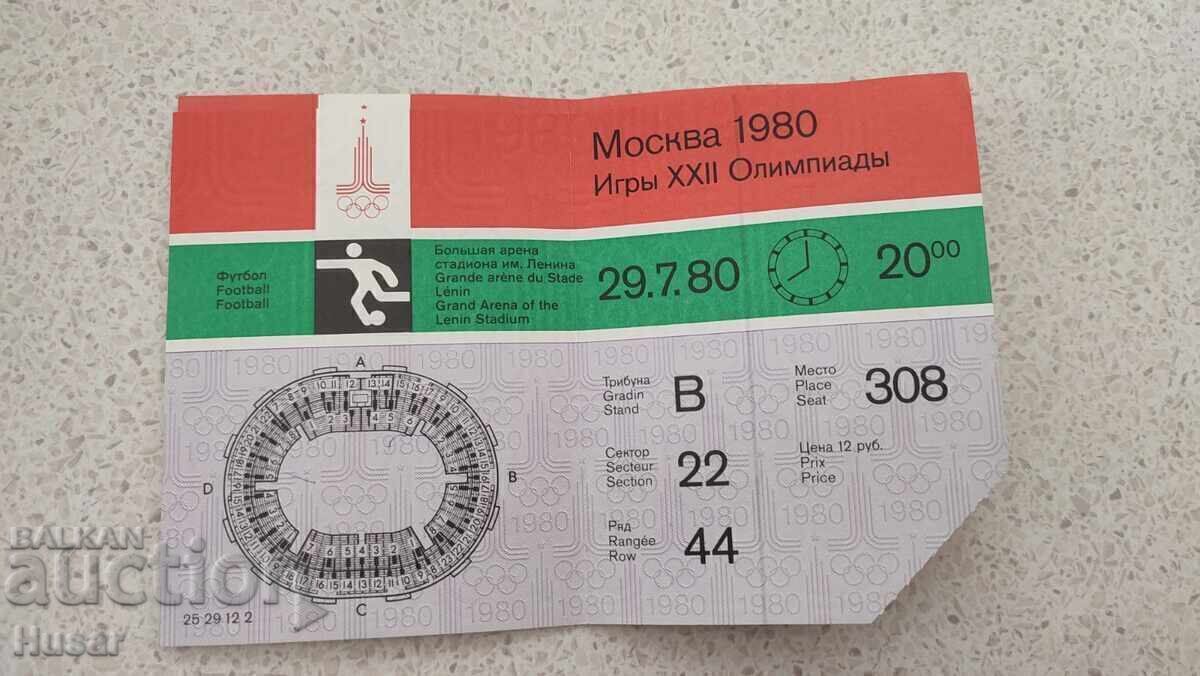 Москва 1980
Игры XXII Олимпиады
Футбол
Football
Football
Большая арена
стадиона им. Ленина
Grande arène du Stade
Lénin
Grand Arena of the
Lenin Stadium
29.7.80
20⁰⁰
A
B
C
D
Трибуна
Gradin
Stand
B
Место
Place
Seat
308
Сектор
Secteur
Section
22
Цена 12 руб.
Prix
Price
Ряд
Rangée
Row
44
25 29 12 2
BALKAN
auction
Husar